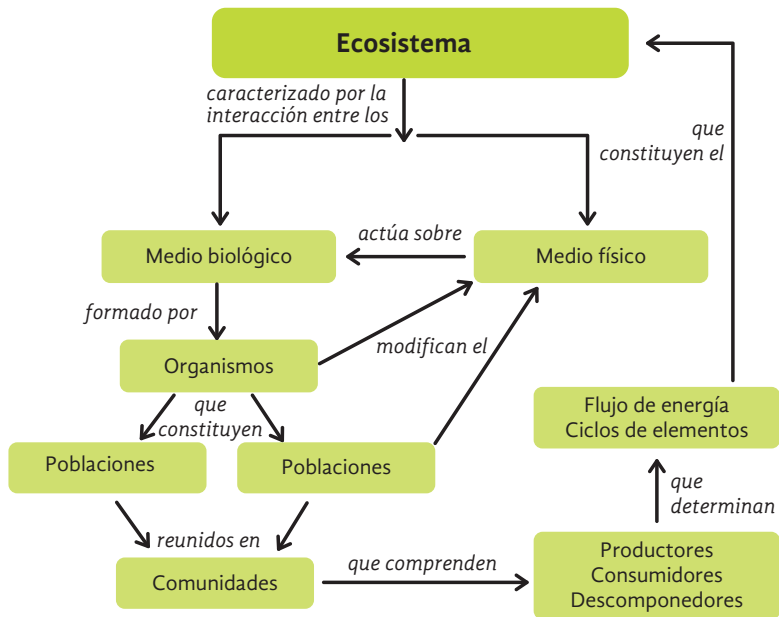 Ecosistema
caracterizado por la
interacción entre los
que
constituyen el
Medio biológico
actúa sobre
Medio físico
formado por
modifican el
Organismos
que
constituyen
Flujo de energía
Ciclos de elementos
Poblaciones
Poblaciones
que
determinan
reunidos en
Comunidades
que comprenden
Productores
Consumidores
Descomponedores